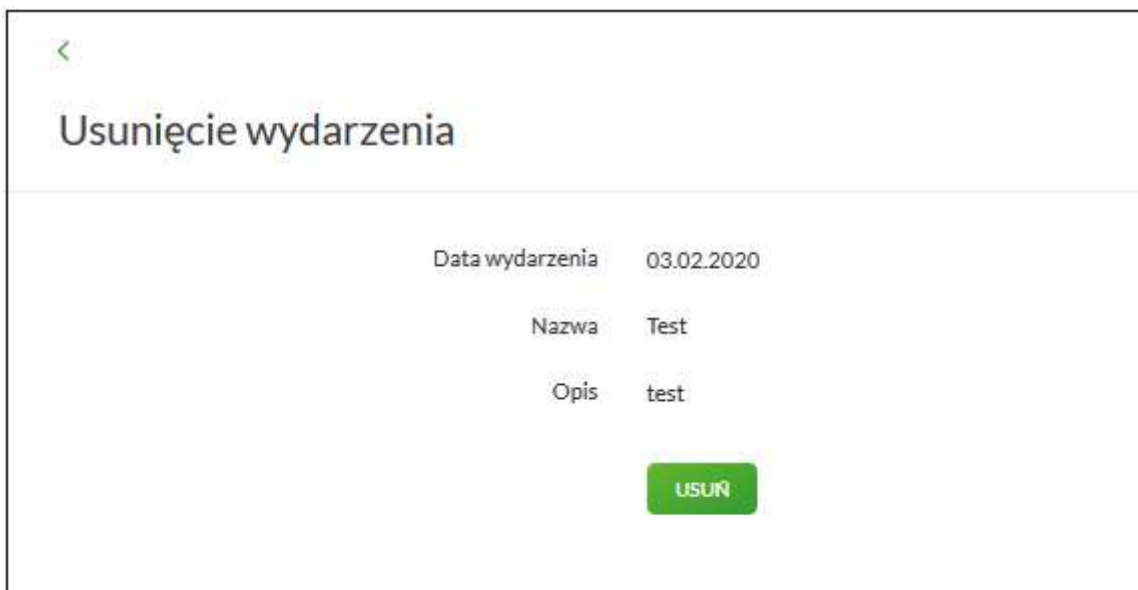 Usunięcie wydarzenia
Data wydarzenia 03.02.2020
Nazwa Test
Opis test
USUŃ